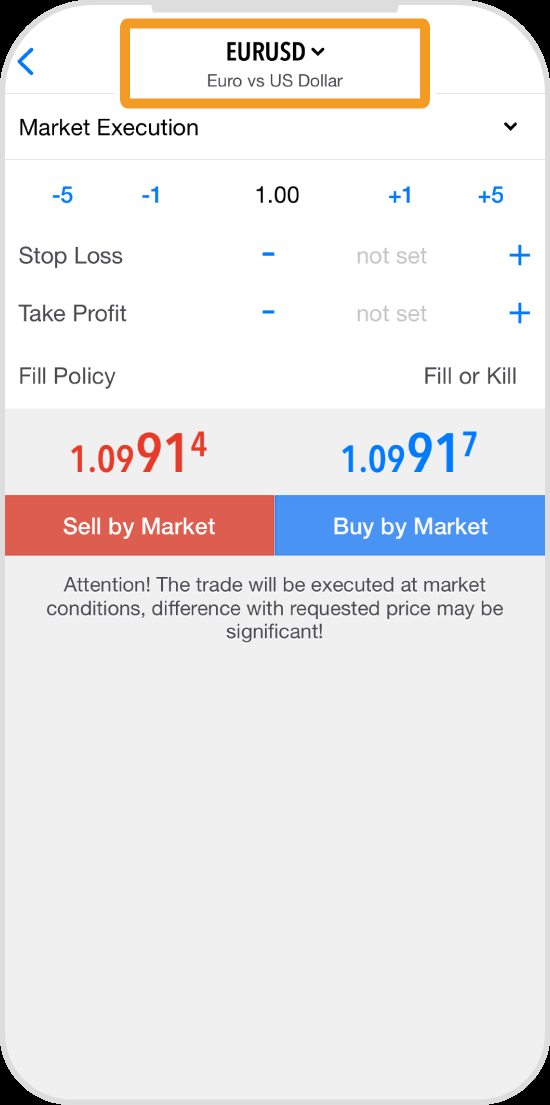 EURUSD
Euro vs US Dollar
Market Execution
-5 -1 1.00 +1 +5
Stop Loss - not set +
Take Profit - not set +
Fill Policy Fill or Kill
1.09914 1.09917
Sell by Market Buy by Market
Attention! The trade will be executed at market
conditions, difference with requested price may be
significant!